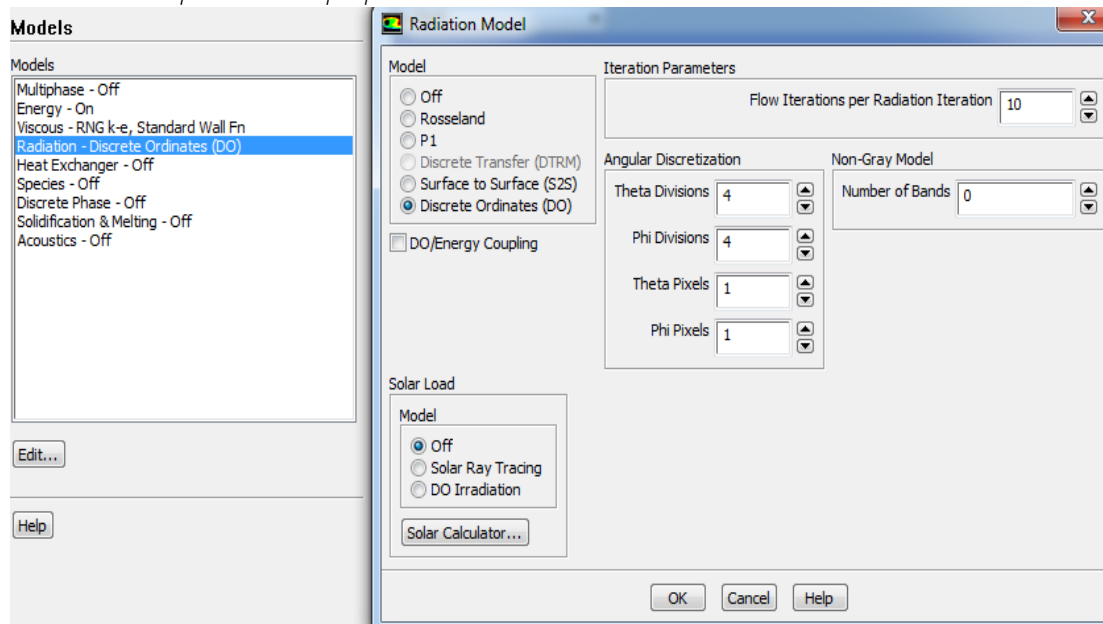 Models
Models
Multiphase - Off
Energy - On
Viscous - RNG k-e, Standard Wall Fn
Radiation - Discrete Ordinates (DO)
Heat Exchanger - Off
Species - Off
Discrete Phase - Off
Solidification & Melting - Off
Acoustics - Off
Edit...
Help
Radiation Model
X
Model
Off
Rosseland
P1
Discrete Transfer (DTRM)
Surface to Surface (S2S)
Discrete Ordinates (DO)
DO/Energy Coupling
Iteration Parameters
Flow Iterations per Radiation Iteration 10
Angular Discretization
Theta Divisions 4
Phi Divisions 4
Theta Pixels 1
Phi Pixels 1
Non-Gray Model
Number of Bands 0
Solar Load
Model
Off
Solar Ray Tracing
DO Irradiation
Solar Calculator...
OK Cancel Help